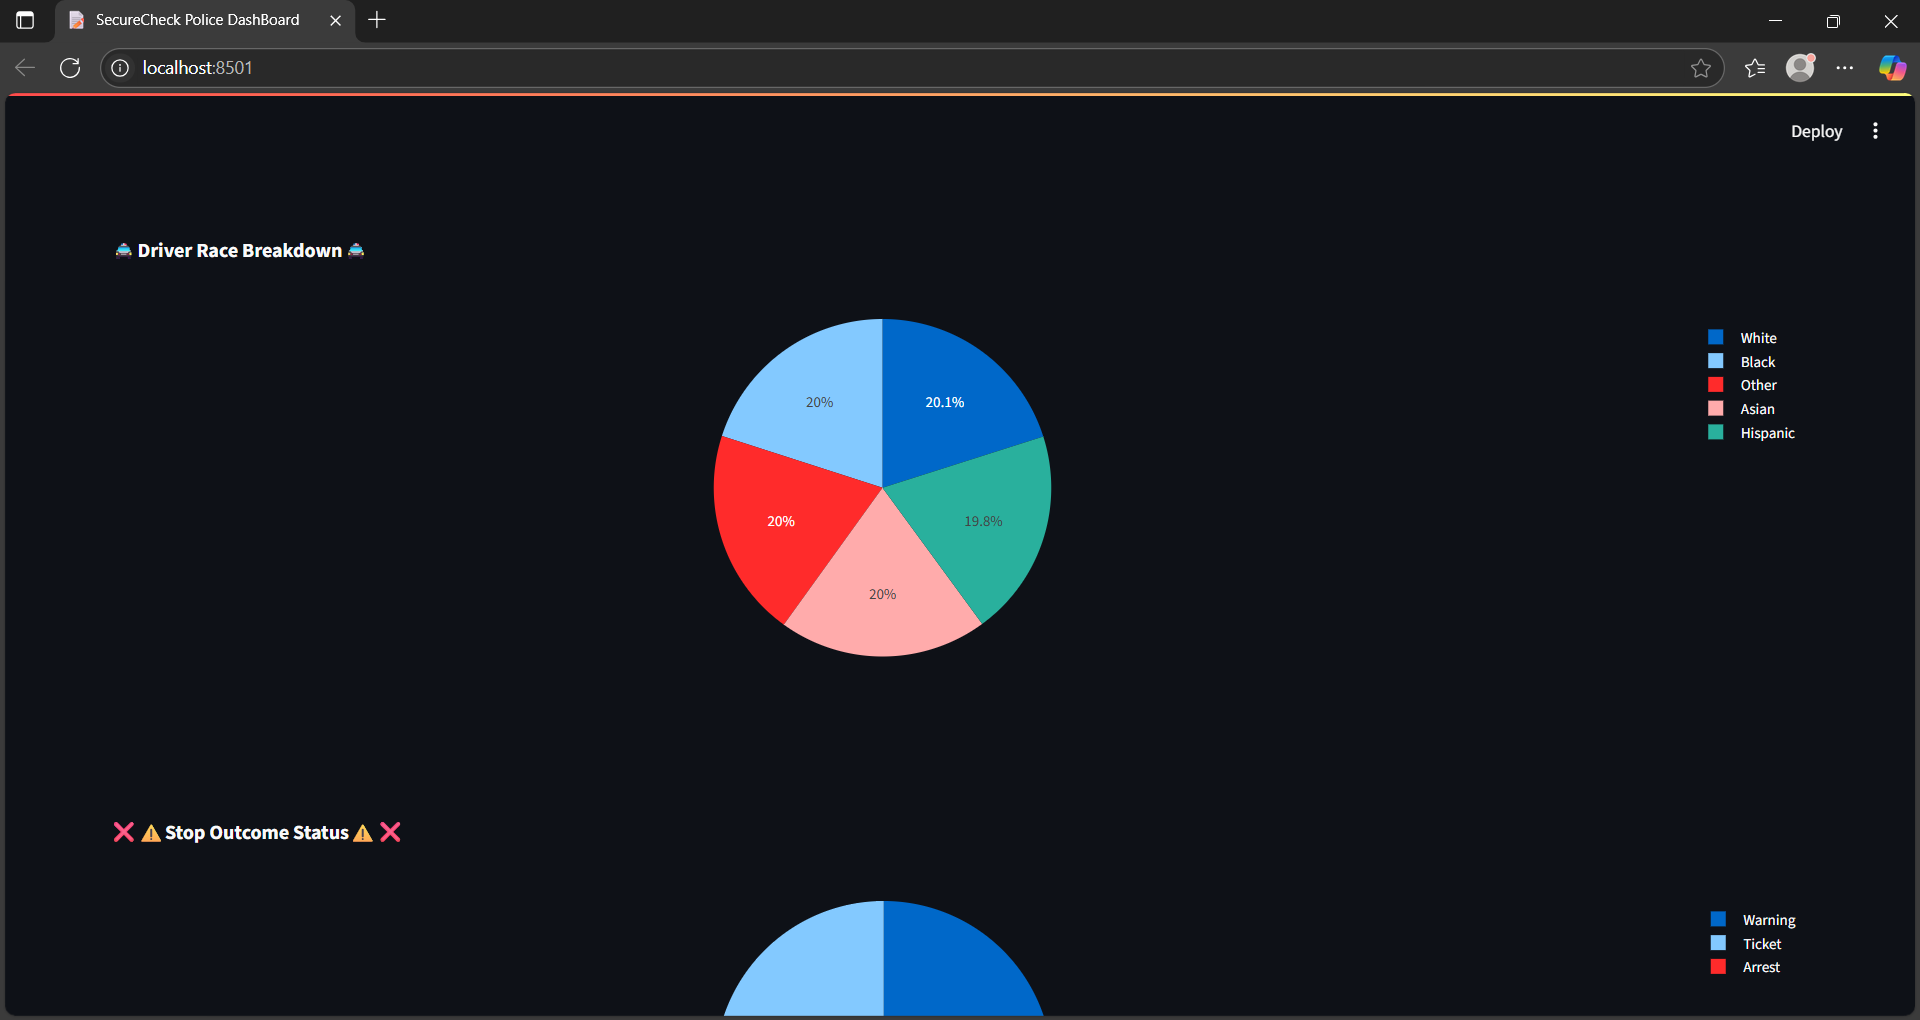 SecureCheck Police DashBoard
localhost:8501
Deploy
Driver Race Breakdown
20%
20.1%
20%
19.8%
20%
White
Black
Other
Asian
Hispanic
Stop Outcome Status
Warning
Ticket
Arrest